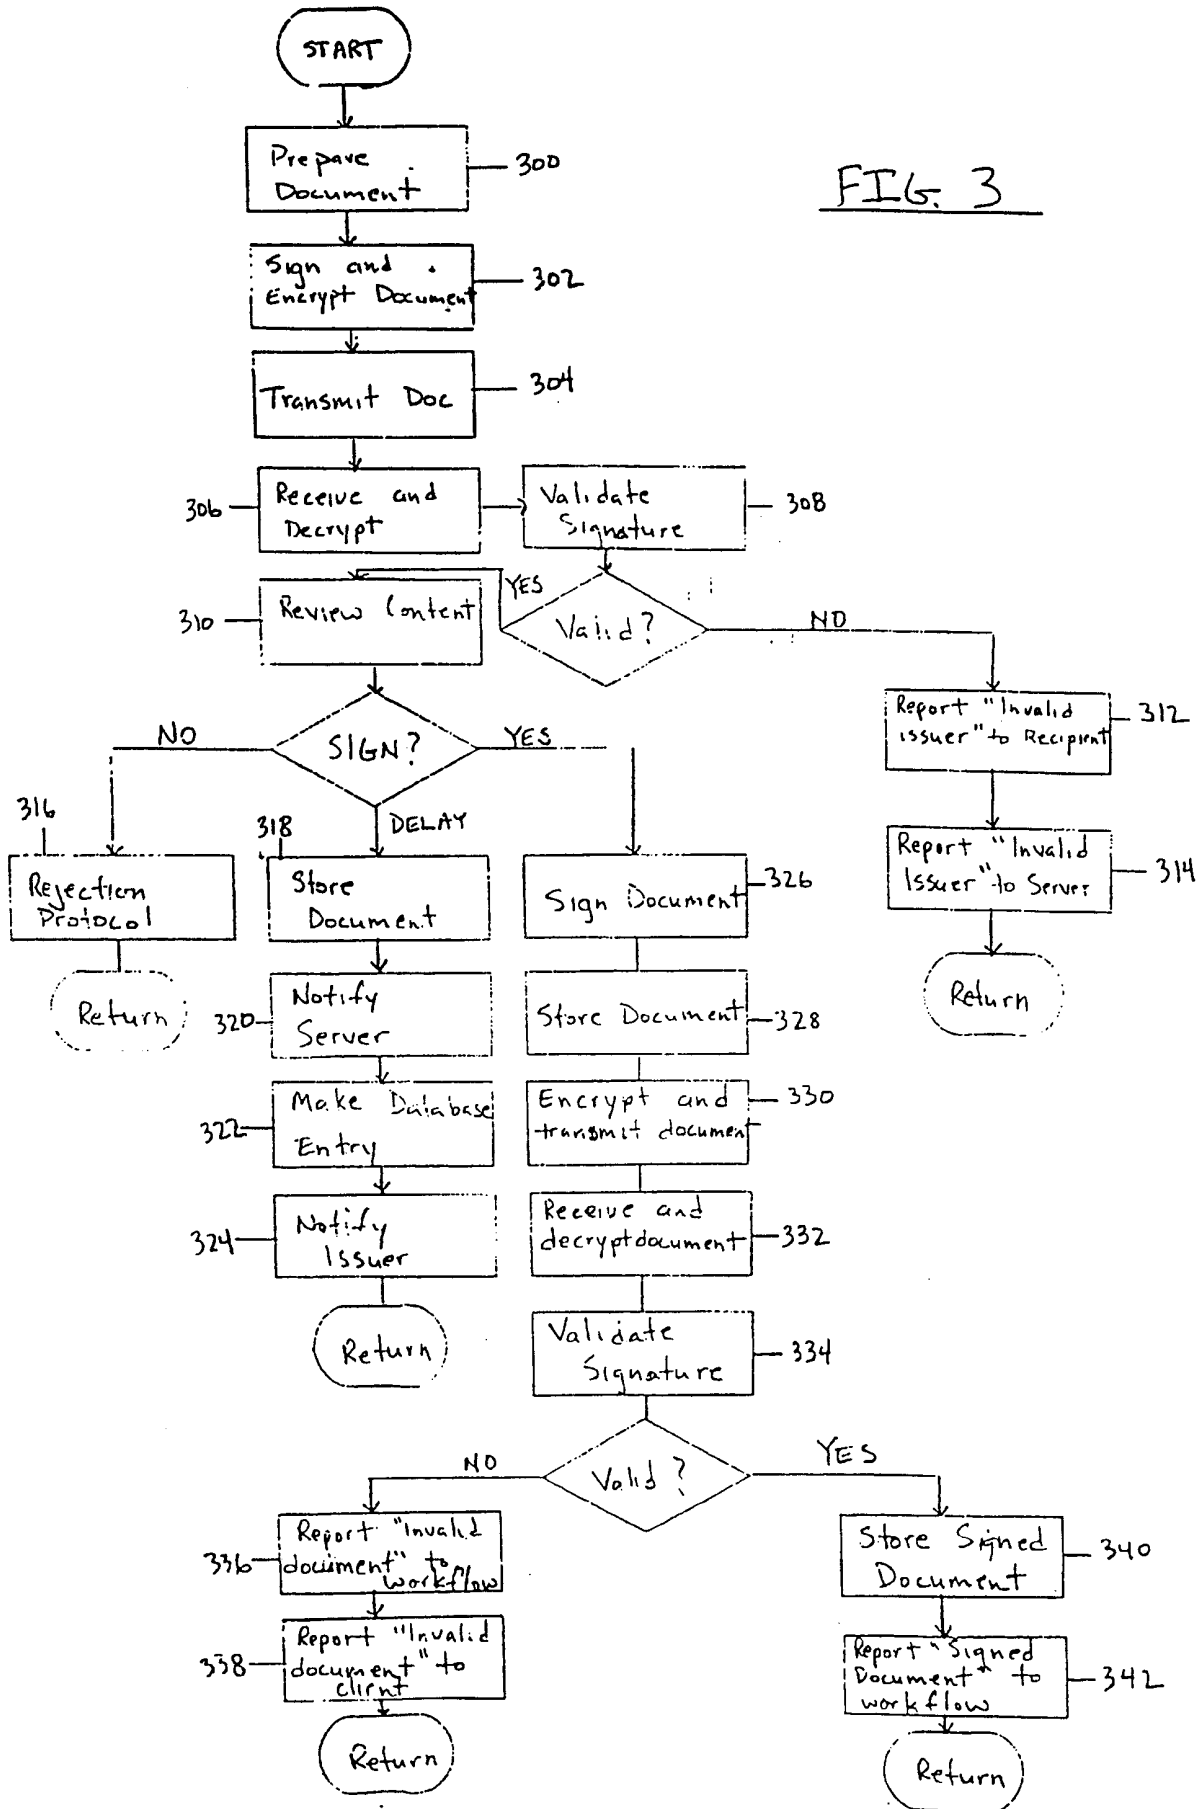 START
Prepare
Document
300
FIG. 3
Sign and
Encrypt Document
302
Transmit Doc
304
306
Receive and
Decrypt
Validate
Signature
308
310
Review Content
YES
Valid?
NO
Report "Invalid
issuer" to Recipient
312
NO
SIGN?
YES
DELAY
Report "Invalid
Issuer" to Server
314
316
Rejection
Protocol
Return
318
Store
Document
Sign Document
326
Return
320
Notify
Server
Store Document
328
322
Make Database
Entry
Encrypt and
transmit document
330
324
Notify
Issuer
Receive and
decrypt document
332
Return
Validate
Signature
334
NO
Valid?
YES
336
Report "Invalid
document" to
workflow
Store Signed
Document
340
338
Report "Invalid
document" to
client
Report "Signed
Document" to
workflow
342
Return
Return